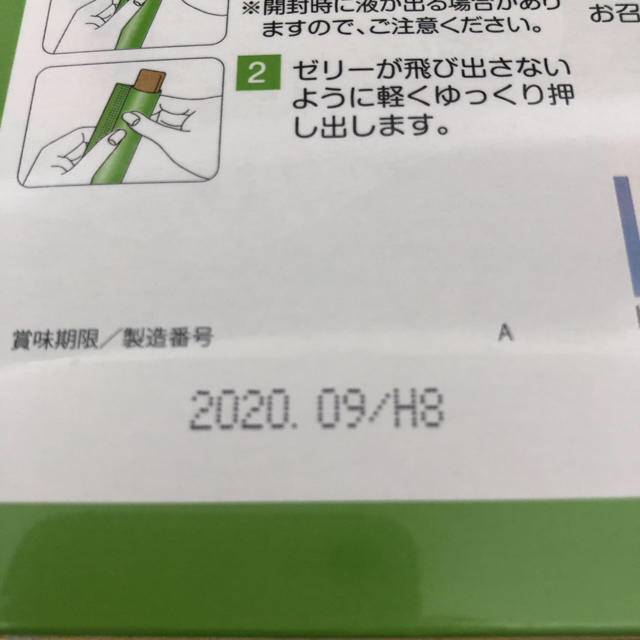 ※開封時に液が出る場合があり
ますので、ご注意ください。
お召
2 ゼリーが飛び出さない
ように軽くゆっくり押
し出します。
賞味期限/製造番号
A
2020.09/H8